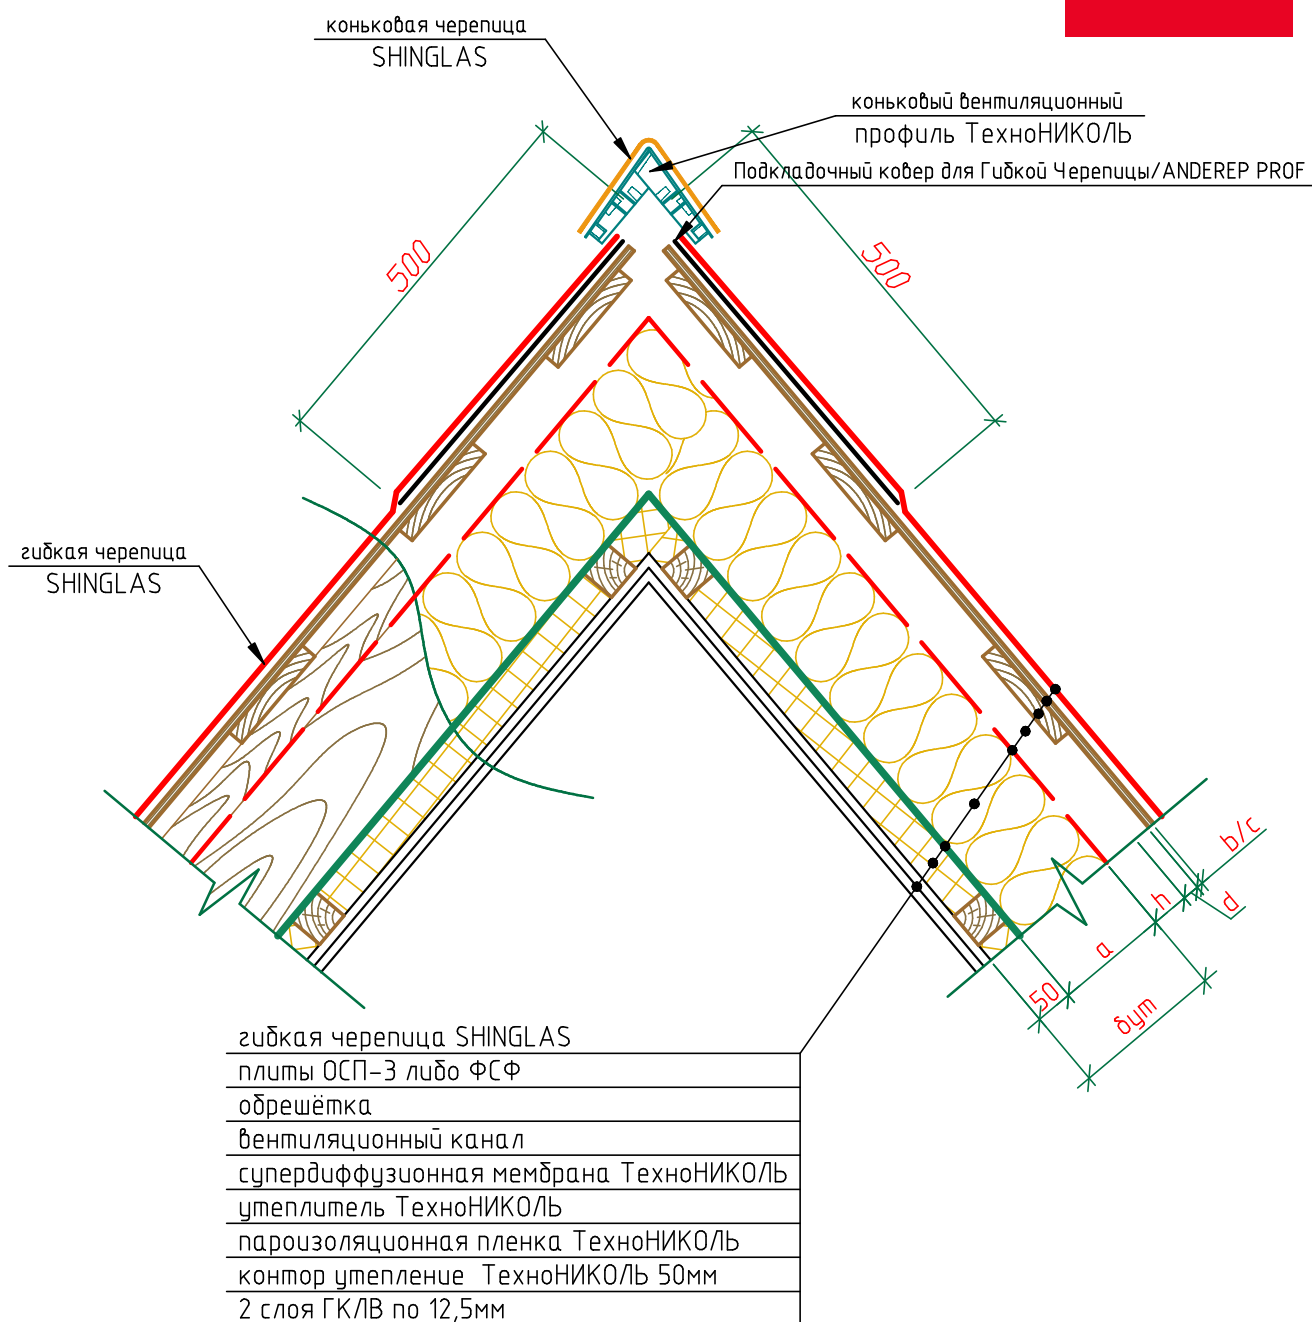 коньковая черепица
SHINGLAS
коньковый вентиляционный
профиль ТехноНИКОЛЬ
Подкладочный ковер для Гибкой Черепицы/ANDEREP PROF
500
500
гибкая черепица
SHINGLAS
b/c
d
h
a
50
бут
гибкая черепица SHINGLAS
плиты ОСП-3 либо ФСФ
обрешётка
вентиляционный канал
супердиффузионная мембрана ТехноНИКОЛЬ
утеплитель ТехноНИКОЛЬ
пароизоляционная пленка ТехноНИКОЛЬ
контор утепление ТехноНИКОЛЬ 50мм
2 слоя ГКЛВ по 12,5мм